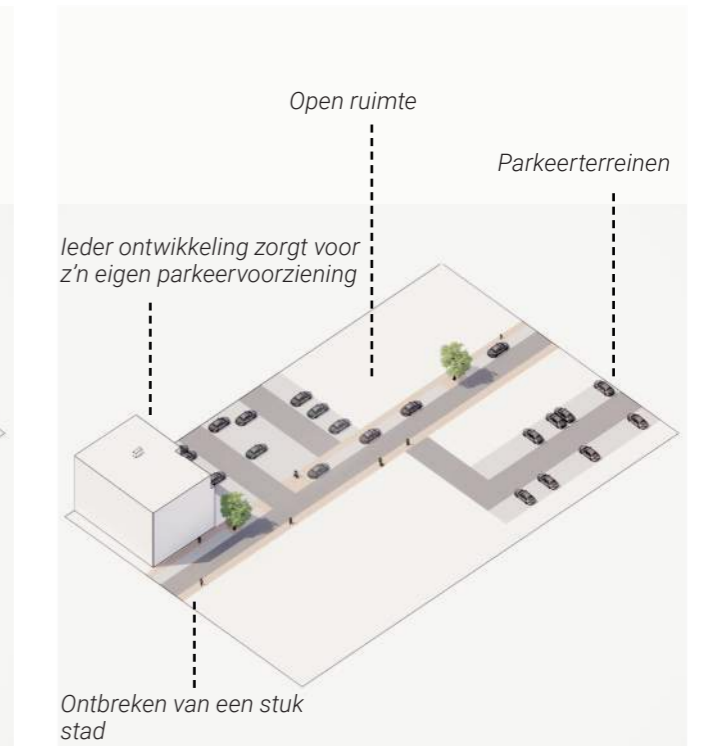 Open ruimte
Parkeerterreinen
Ieder ontwikkeling zorgt voor
z'n eigen parkeervoorziening
Ontbreken van een stuk
stad